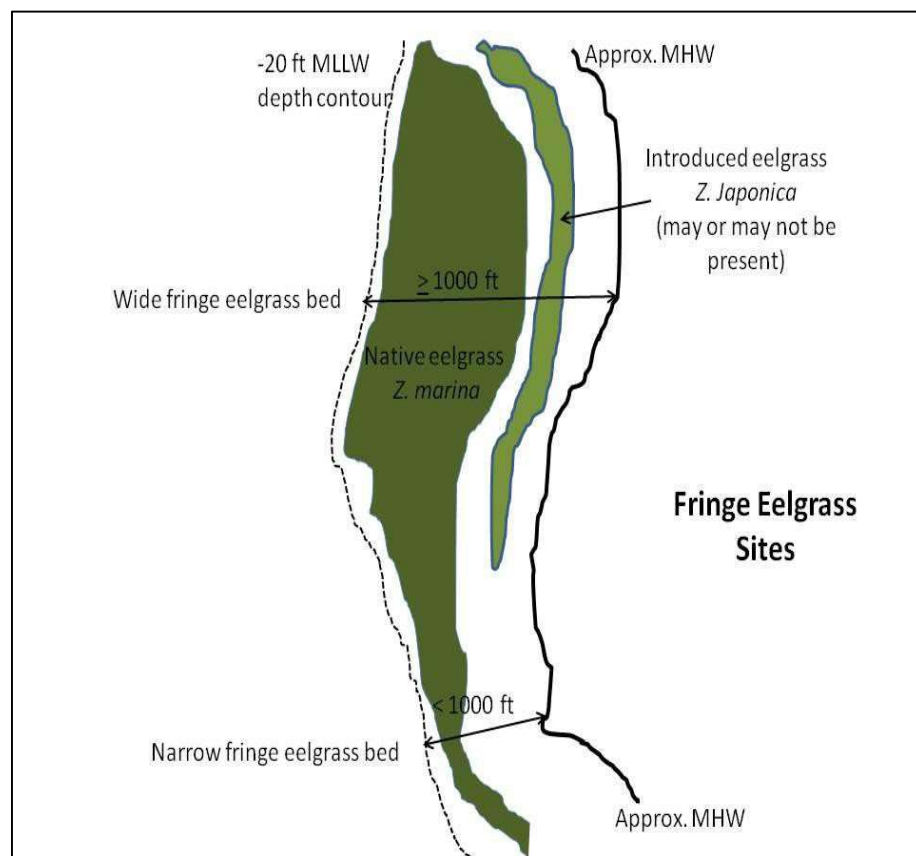 -20 ft MLLW
depth contour
Approx. MHW
Introduced eelgrass
Z. Japonica
(may or may not be
present)
≥ 1000 ft
Wide fringe eelgrass bed
Native eelgrass
Z. marina
Fringe Eelgrass
Sites
< 1000 ft
Narrow fringe eelgrass bed
Approx. MHW